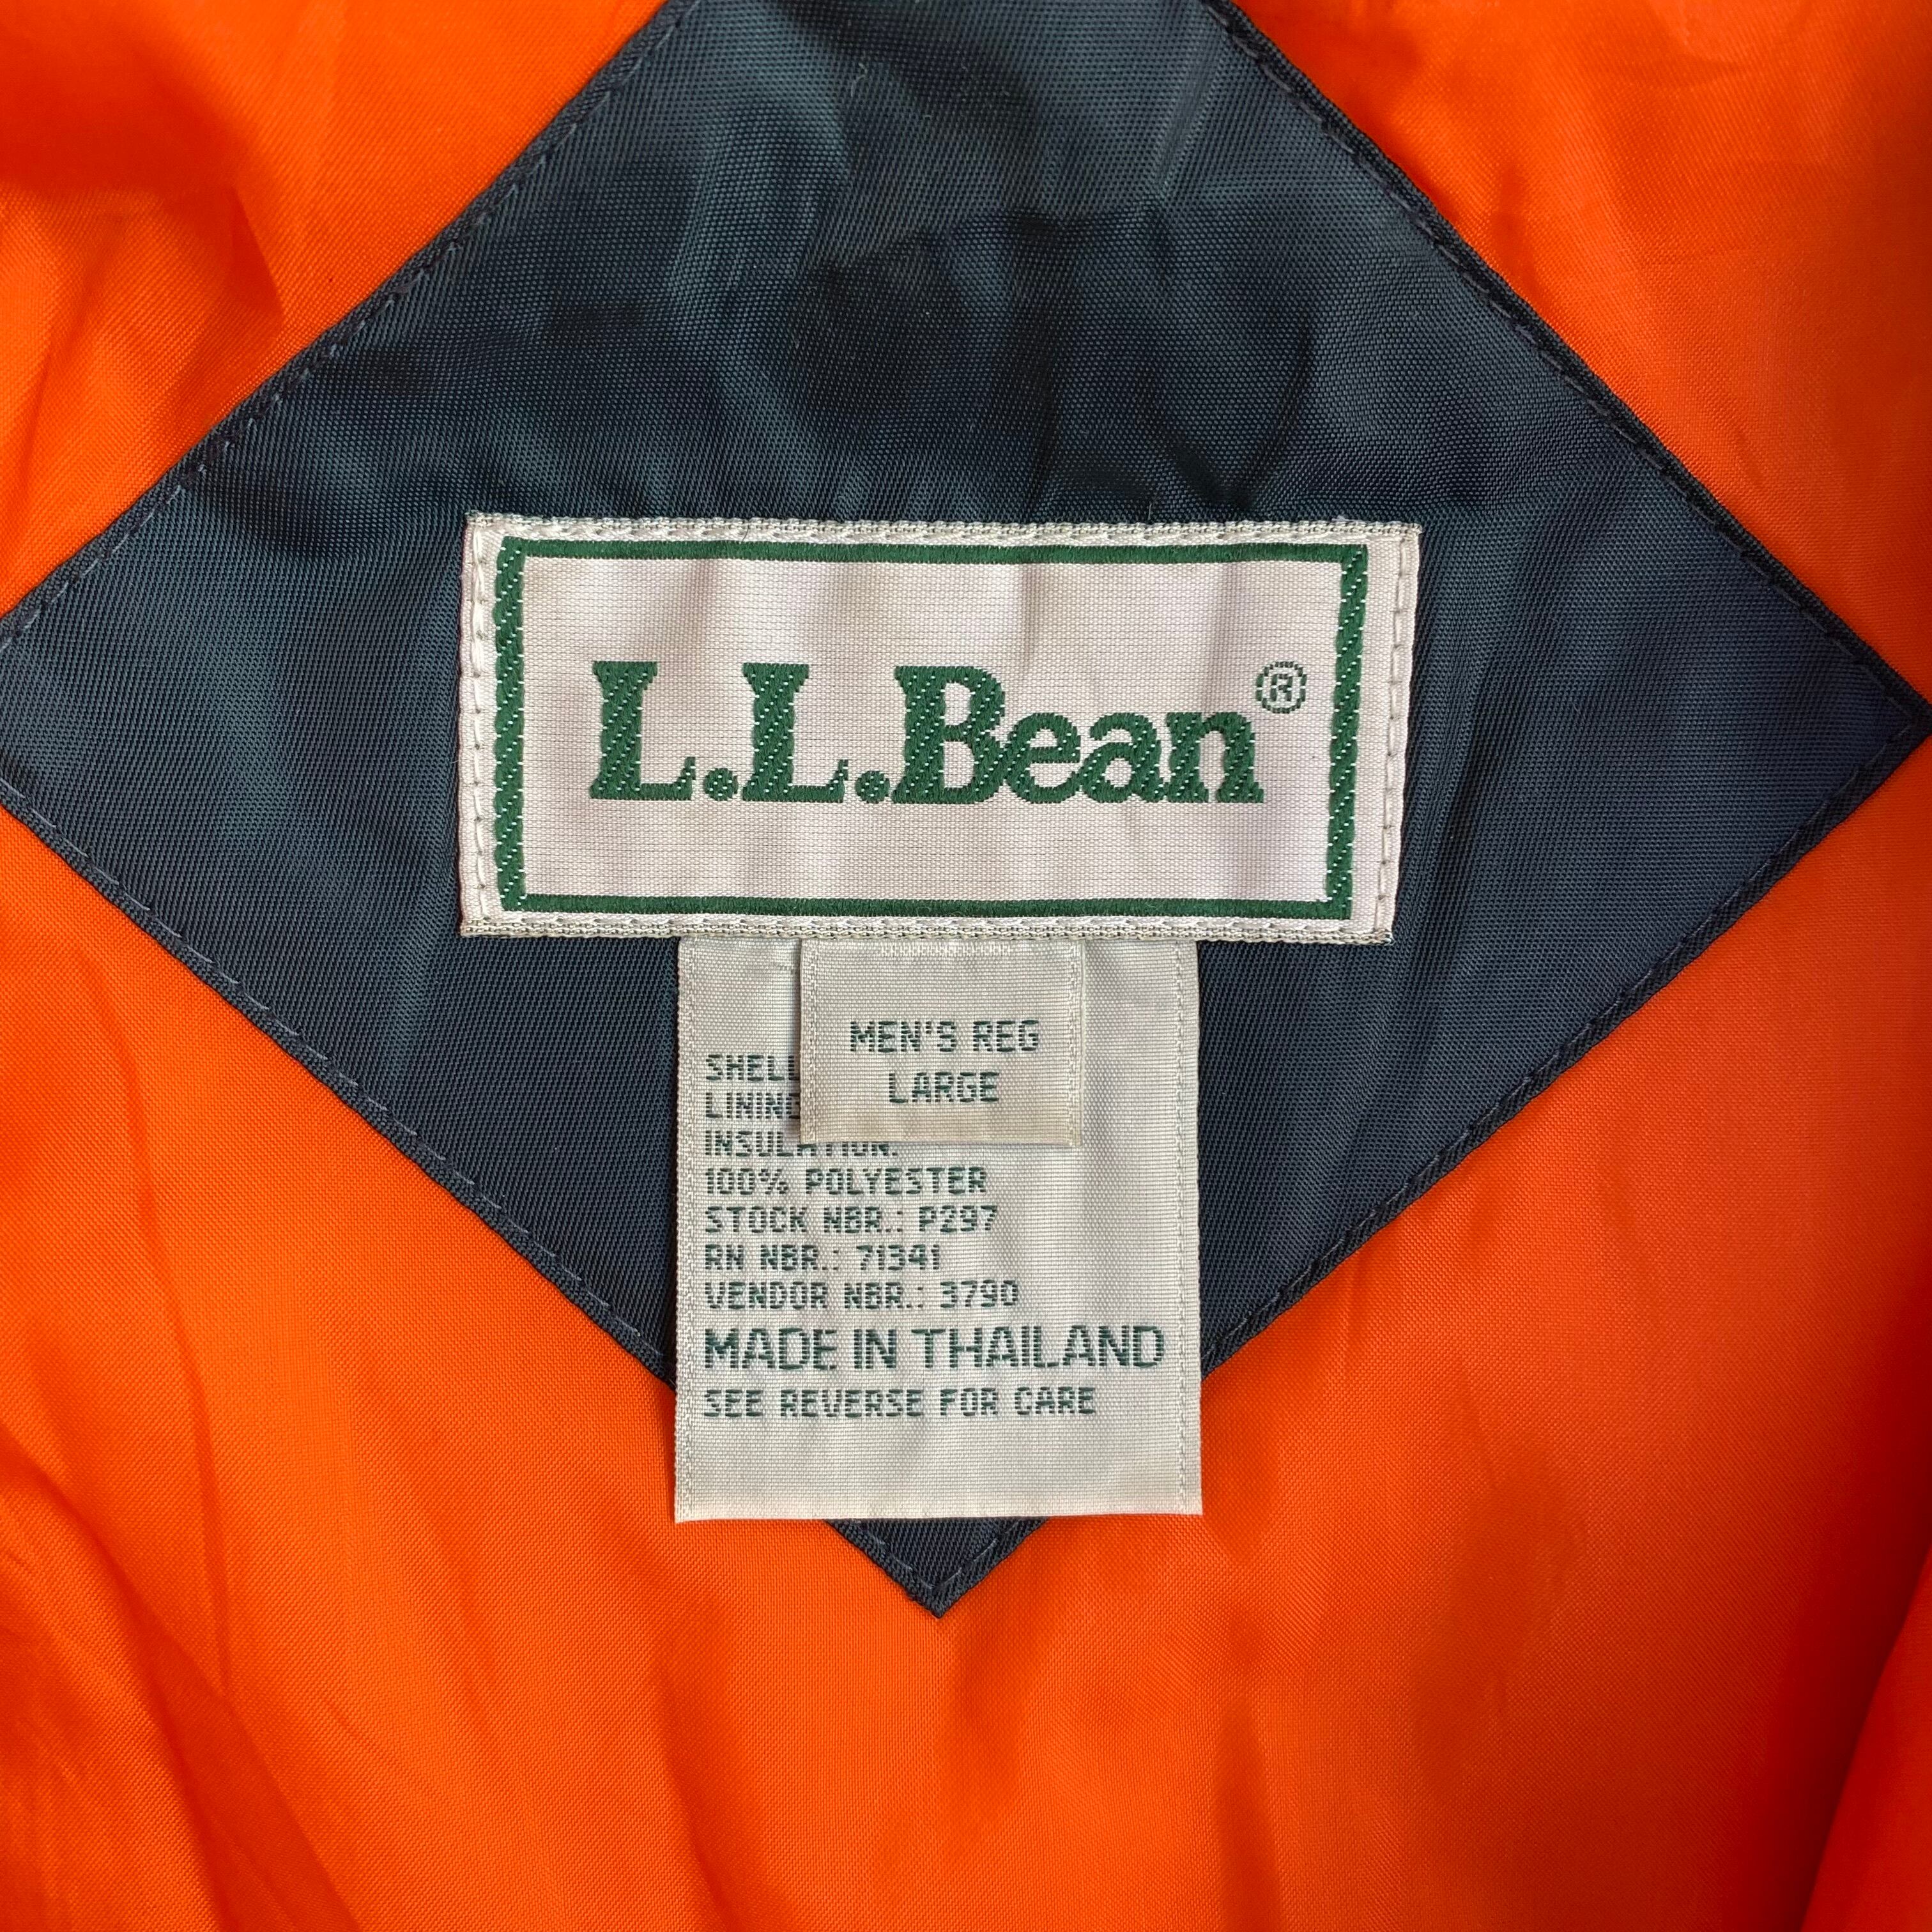 L.L.Bean®
MEN'S REG
LARGE
SHELL
LINING
INSULATION:
100% POLYESTER
STOCK NBR.: P297
RN NBR.: 71341
VENDOR NBR.: 3790
MADE IN THAILAND
SEE REVERSE FOR CARE